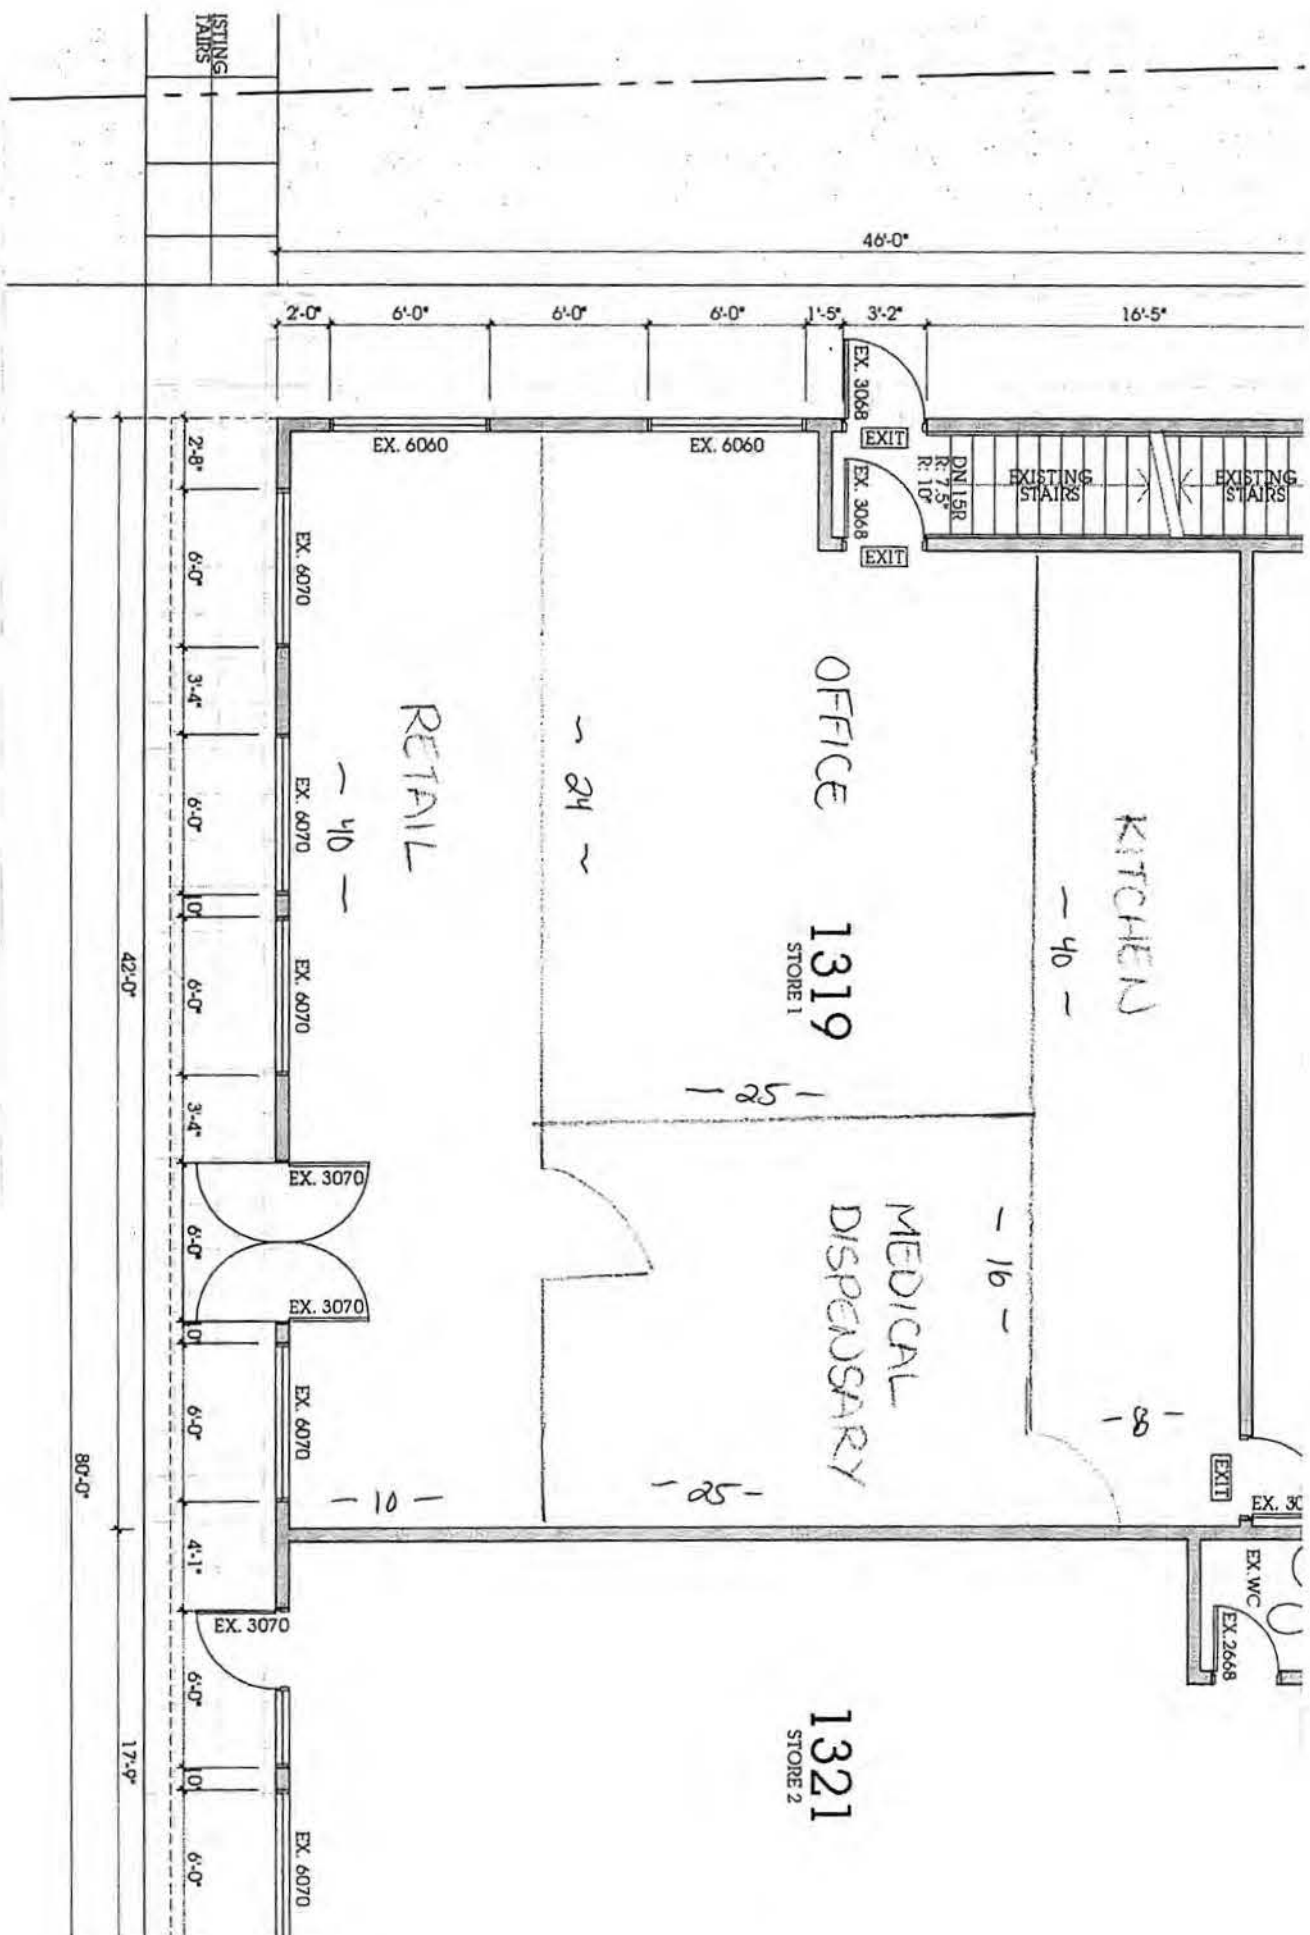 ISTING
TAIRS
46'-0"
2'-0"
6'-0"
6'-0"
6'-0"
1'-5"
3'-2"
16'-5"
EX. 3068
EXIT
EX. 6060
EX. 6060
EX. 3068
EXIT
DN 15R
R: 7.5"
R: 10"
EXISTING
STAIRS
EXISTING
STAIRS
2'-8"
6'-0"
3'-4"
6'-0"
10"
6'-0"
3'-4"
6'-0"
10"
6'-0"
4'-1"
6'-0"
10"
6'-0"
42'-0"
17'-9"
80'-0"
EX. 6070
EX. 6070
EX. 6070
EX. 3070
EX. 3070
EX. 6070
EX. 3070
EX. 6070
RETAIL
- 40 -
~ 24 ~
OFFICE
1319
STORE 1
KITCHEN
- 40 -
- 25 -
MEDICAL
DISPENSARY
- 16 -
- 8 -
- 10 -
- 25 -
EXIT
EX. 30
EX.WC
EX.2668
1321
STORE 2